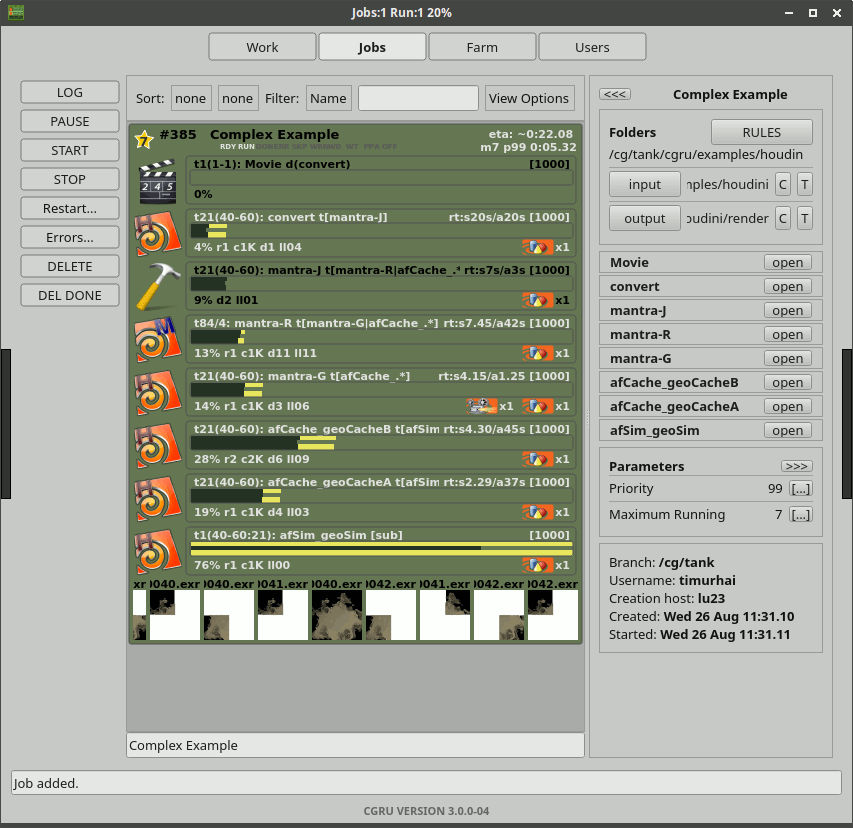 Jobs:1 Run:1 20%
Work Jobs Farm Users
LOG
PAUSE
START
STOP
Restart...
Errors...
DELETE
DEL DONE
Sort: none none Filter: Name View Options
7 #385 Complex Example eta: ~0:22.08
RDY RUN m7 p99 0:05.32
t1(1-1): Movie d(convert) [1000]
0%
2 4 5
t21(40-60): convert t[mantra-J] rt:s20s/a20s [1000]
4% r1 c1K d1 ll04 x1
t21(40-60): mantra-J t[mantra-R|afCache_.* rt:s7s/a3s [1000]
9% d2 ll01 x1
t84/4: mantra-R t[mantra-G|afCache_.*] rt:s7.45/a42s [1000]
M
13% r1 c1K d11 ll11 x1
t21(40-60): mantra-G t[afCache_.*] rt:s4.15/a1.25 [1000]
14% r1 c1K d3 ll06 x1 x1
t21(40-60): afCache_geoCacheB t[afSim rt:s4.30/a45s [1000]
28% r2 c2K d6 ll09 x1
t21(40-60): afCache_geoCacheA t[afSim rt:s2.29/a37s [1000]
19% r1 c1K d4 ll03 x1
t1(40-60:21): afSim_geoSim [sub] [1000]
76% r1 c1K ll00 x1
xr 0040.exr 0040.exr 0041.exr 0040.exr 0042.exr 0041.exr 0042.exr 0042.exr
Complex Example
<<< Complex Example
Folders RULES
/cg/tank/cgru/examples/houdin
input nples/houdini C T
output oudini/render C T
Movie open
convert open
mantra-J open
mantra-R open
mantra-G open
afCache_geoCacheB open
afCache_geoCacheA open
afSim_geoSim open
Parameters >>>
Priority 99 [...]
Maximum Running 7 [...]
Branch: /cg/tank
Username: timurhai
Creation host: lu23
Created: Wed 26 Aug 11:31.10
Started: Wed 26 Aug 11:31.11
Job added.
CGRU VERSION 3.0.0-04